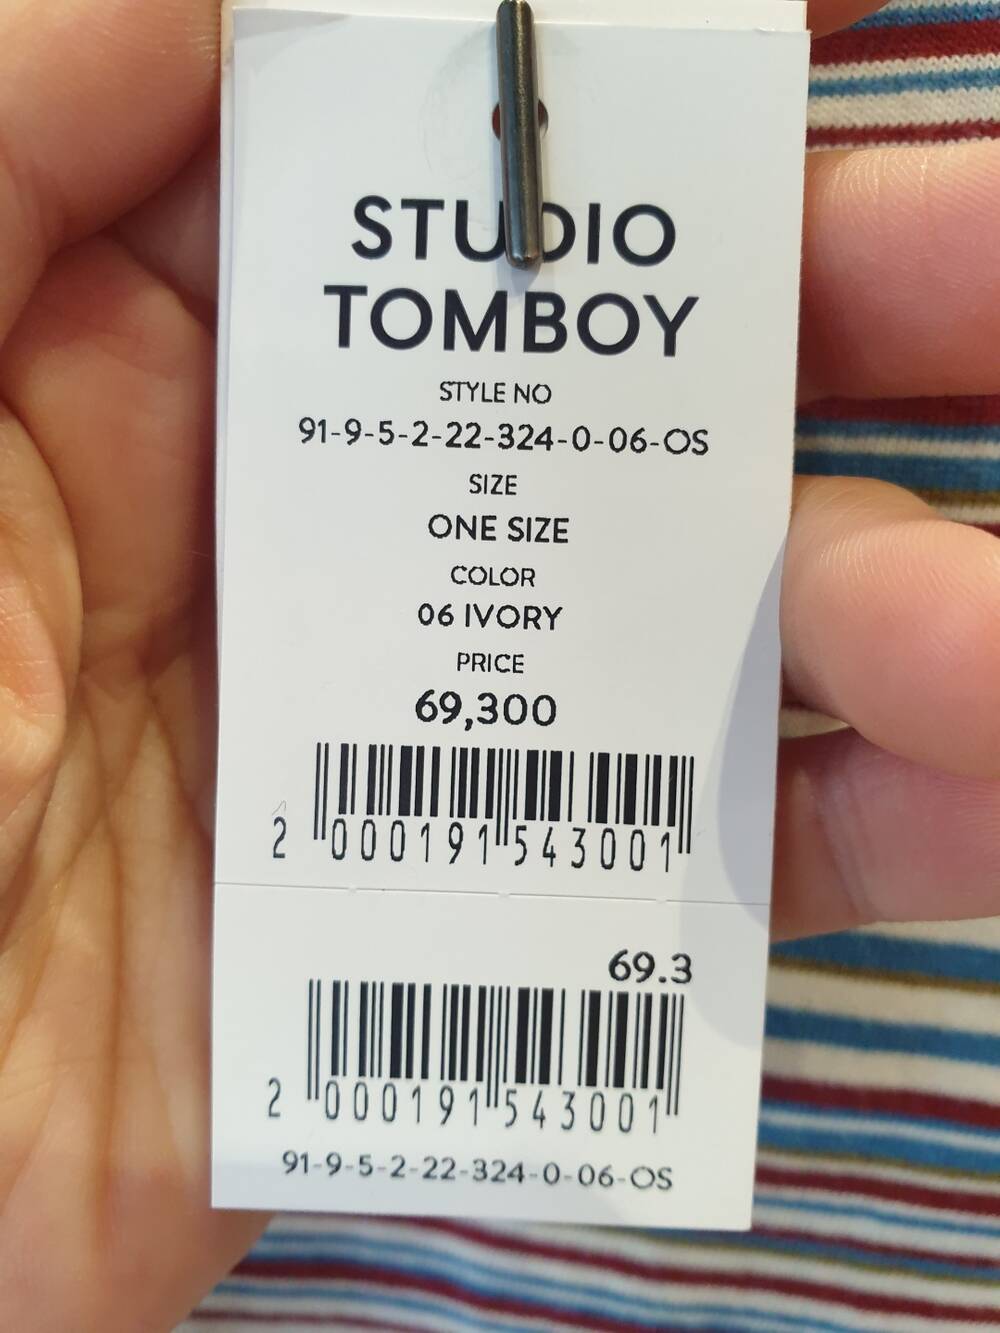 STUDIO
TOMBOY
STYLE NO
91-9-5-2-22-324-0-06-OS
SIZE
ONE SIZE
COLOR
06 IVORY
PRICE
69,300
2 000191 543001
69.3
2 000191 543001
91-9-5-2-22-324-0-06-OS